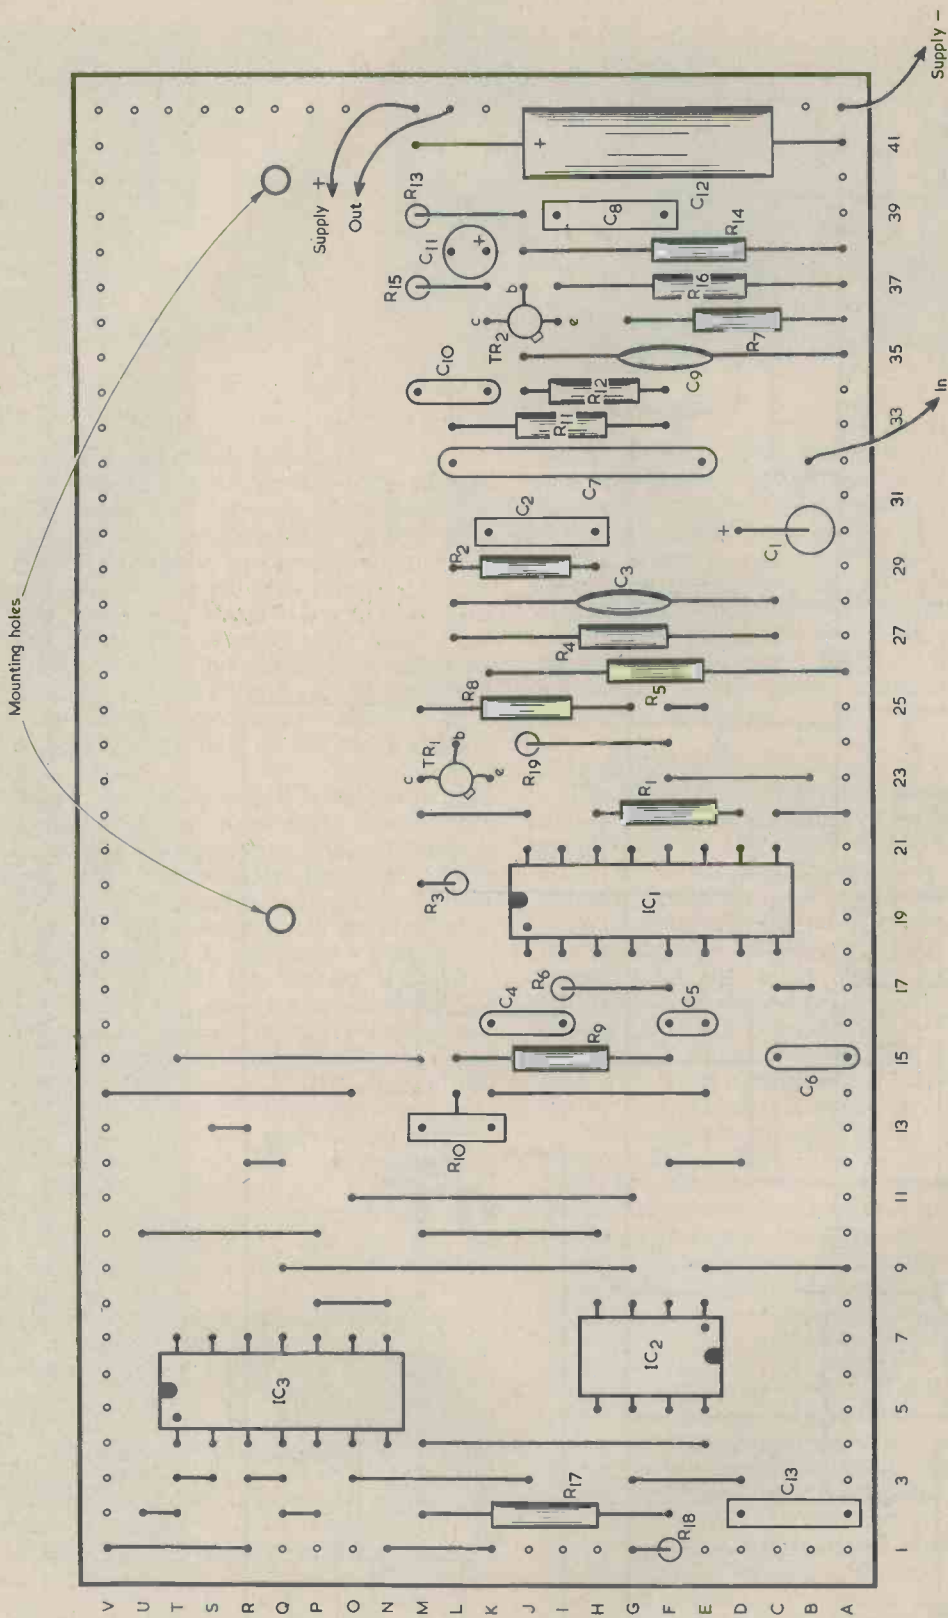 Mounting holes
Supply +
Out
Supply –
In
R13
C11
+
R15
C8
C12
+
R14
R16
R7
c
b
e
TR2
C10
C9
R12
R11
C7
C2
R2
C3
R4
R5
R8
C1
+
c
b
e
TR1
R19
R1
R3
IC1
R6
C4
C5
R9
C6
R10
IC3
IC2
R17
R18
C13
V
U
T
S
R
Q
P
O
N
M
L
K
J
I
H
G
F
E
D
C
B
A
1
3
5
7
9
11
13
15
17
19
21
23
25
27
29
31
33
35
37
39
41